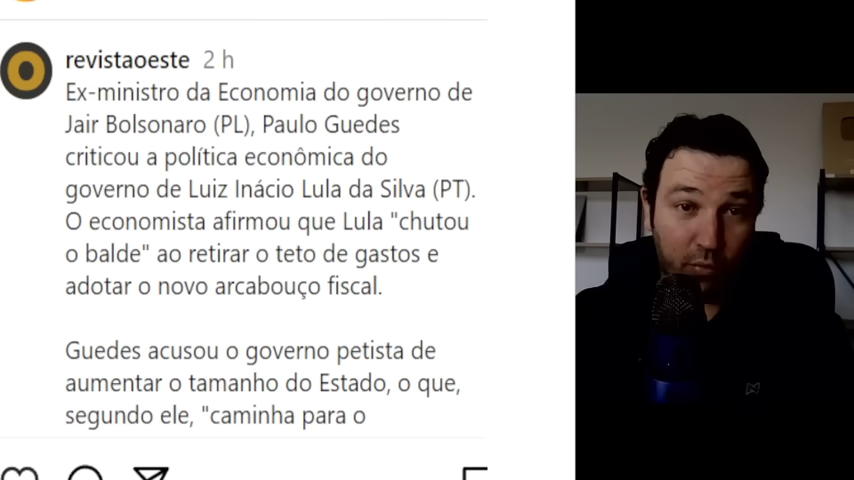 revistaoeste 2 h
Ex-ministro da Economia do governo de
Jair Bolsonaro (PL), Paulo Guedes
criticou a política econômica do
governo de Luiz Inácio Lula da Silva (PT).
O economista afirmou que Lula "chutou
o balde" ao retirar o teto de gastos e
adotar o novo arcabouço fiscal.
Guedes acusou o governo petista de
aumentar o tamanho do Estado, o que,
segundo ele, "caminha para o